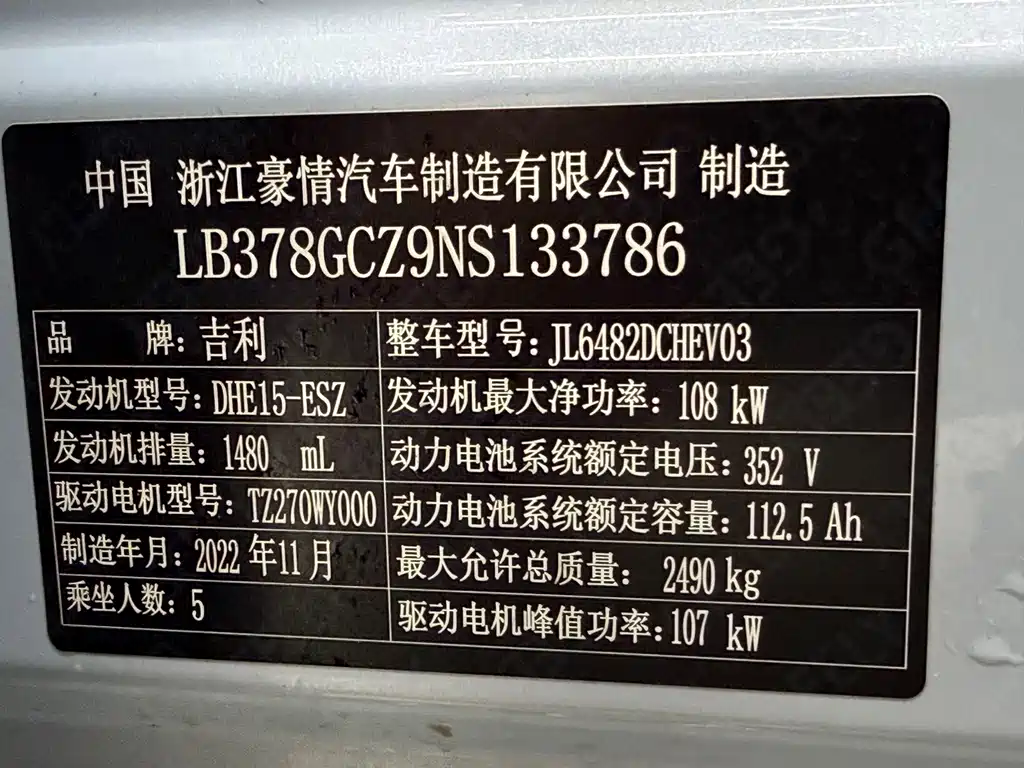 中国 浙江豪情汽车制造有限公司 制造
LB378GCZ9NS133786
品 牌：吉利 整车型号：JL6482DCHEV03
发动机型号：DHE15-ESZ 发动机最大净功率：108 kW
发动机排量：1480 mL 动力电池系统额定电压：352 V
驱动电机型号：TZ270WY000 动力电池系统额定容量：112.5 Ah
制造年月：2022年11月 最大允许总质量：2490 kg
乘坐人数：5 驱动电机峰值功率：107 kW